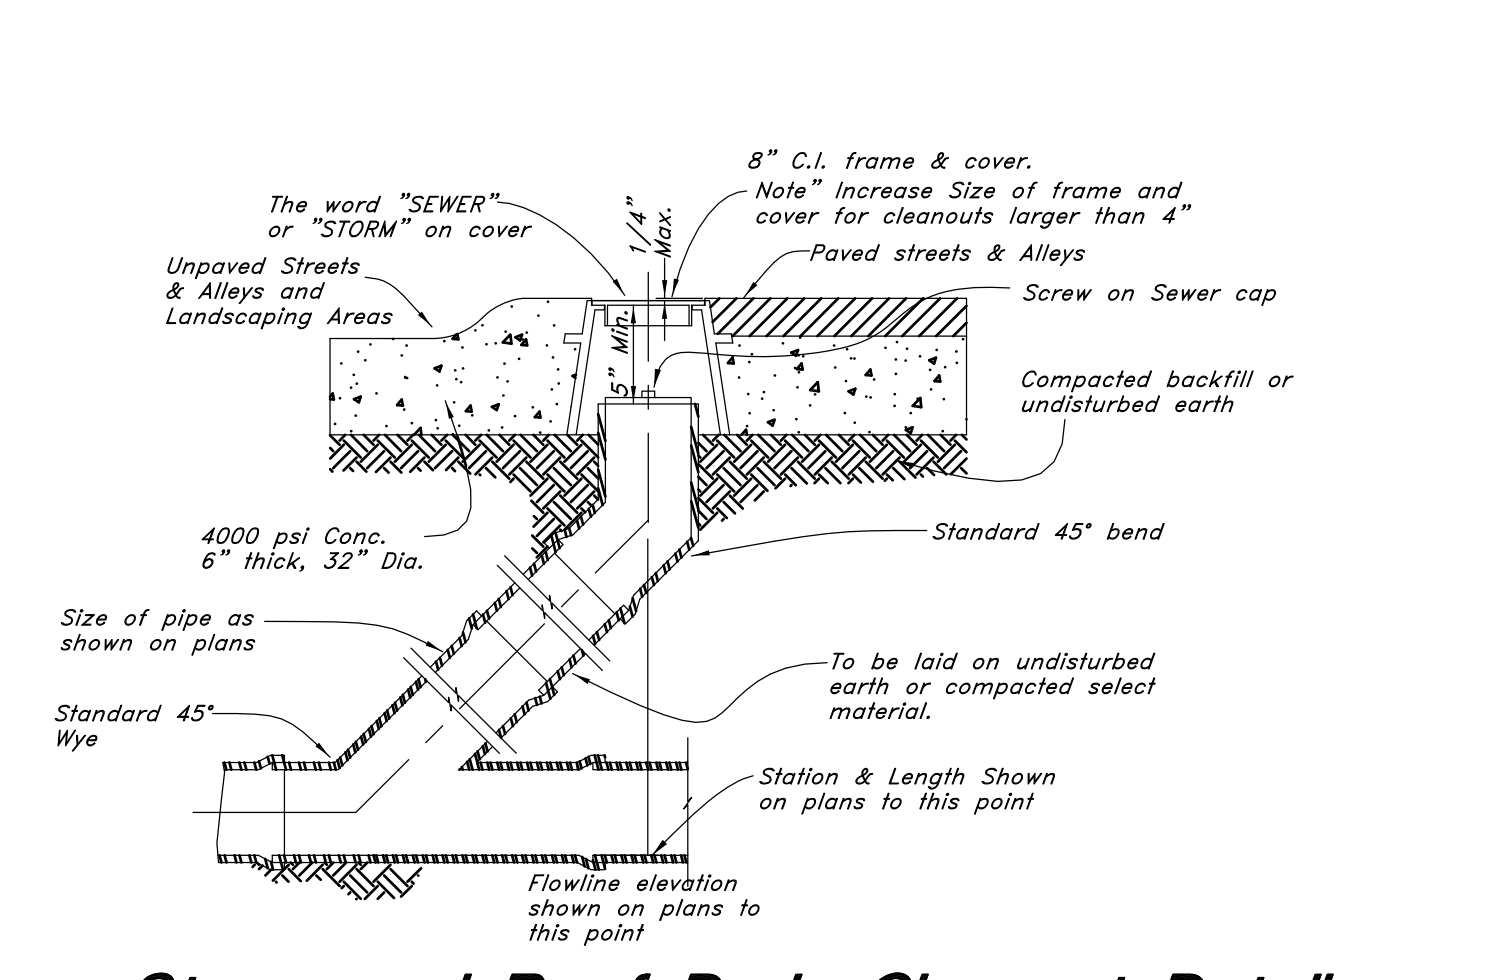 8” C.I. frame & cover.
Note” Increase Size of frame and
cover for cleanouts larger than 4”
The word ”SEWER”
or ”STORM” on cover
1/4”
Max.
Paved streets & Alleys
Unpaved Streets
& Alleys and
Landscaping Areas
Screw on Sewer cap
5” Min.
Compacted backfill or
undisturbed earth
4000 psi Conc.
6” thick, 32” Dia.
Standard 45° bend
Size of pipe as
shown on plans
To be laid on undisturbed
earth or compacted select
material.
Standard 45°
Wye
Station & Length Shown
on plans to this point
Flowline elevation
shown on plans to
this point